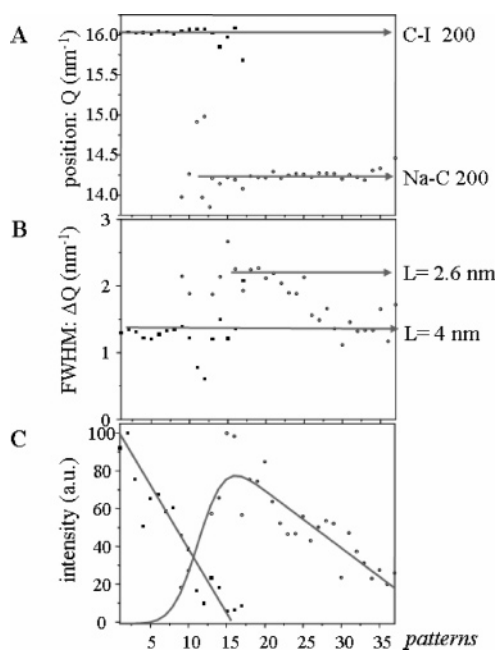 A
position: Q (nm⁻¹)
16.0
15.5
15.0
14.5
14.0
C-I 200
Na-C 200
B
FWHM: ΔQ (nm⁻¹)
3
2
1
0
L= 2.6 nm
L= 4 nm
C
intensity (a.u.)
100
80
60
40
20
0
5 10 15 20 25 30 35 patterns